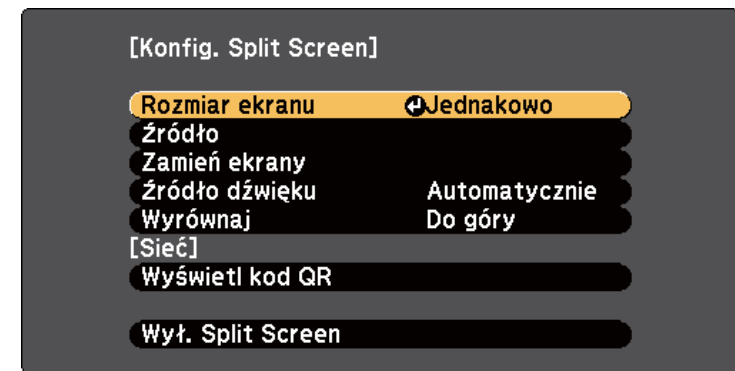 [Konfig. Split Screen]
Rozmiar ekranu Jednakowo
Źródło
Zamień ekrany
Źródło dźwięku Automatycznie
Wyrównaj Do góry
[Sieć]
Wyświetl kod QR
Wył. Split Screen